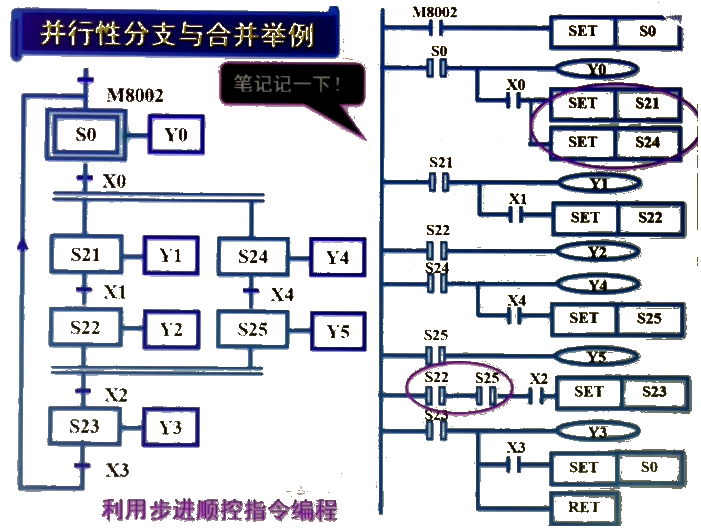 并行性分支与合并举例
笔记记一下！
M8002
S0 Y0
X0
S21 Y1 S24 Y4
X1 X4
S22 Y2 S25 Y5
X2
S23 Y3
X3
利用步进顺控指令编程
M8002
SET S0
S0
Y0
X0
SET S21
SET S24
S21
Y1
X1
SET S22
S22
Y2
S24
Y4
X4
SET S25
S25
Y5
S22 S25 X2
SET S23
S23
Y3
X3
SET S0
RET